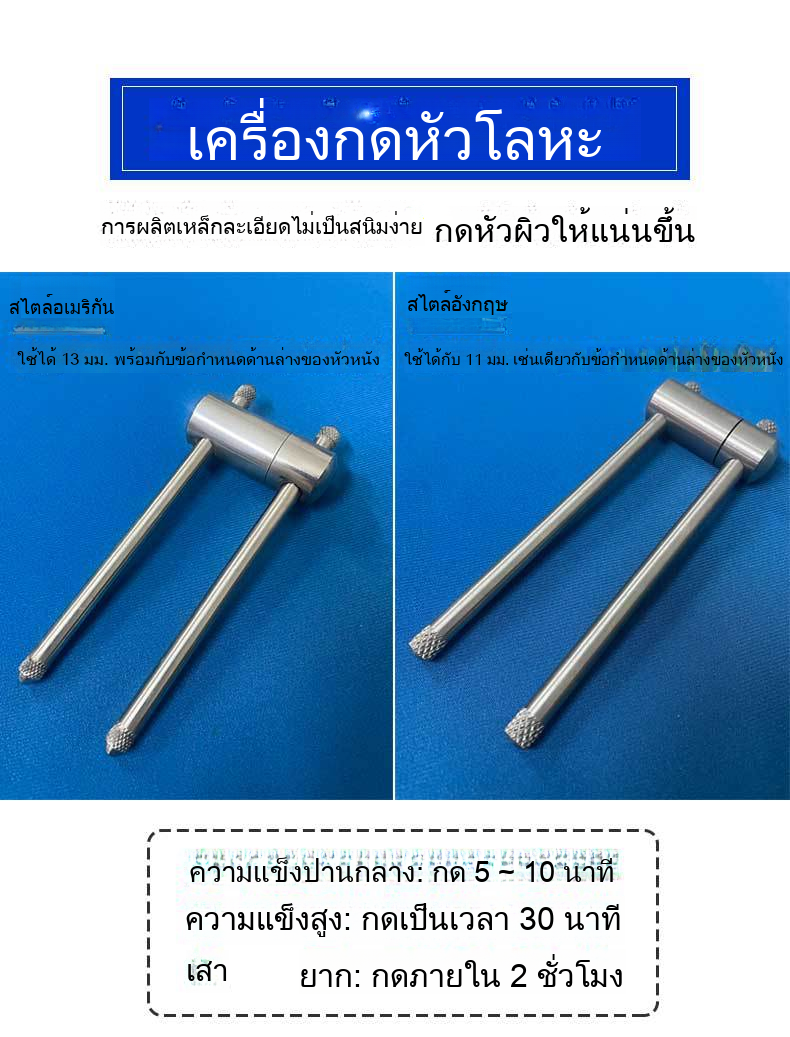 เครื่องกดหัวโลหะ
การผลิตเหล็กละเอียดไม่เป็นสนิมง่าย กดหัวผิวให้แน่นขึ้น
สไตล์อเมริกัน
ใช้ได้ 13 มม. พร้อมกับข้อกำหนดด้านล่างของหัวหนัง
สไตล์อังกฤษ
ใช้ได้กับ 11 มม. เช่นเดียวกับข้อกำหนดด้านล่างของหัวหนัง
ความแข็งปานกลาง: กด 5 ~ 10 นาที
ความแข็งสูง: กดเป็นเวลา 30 นาที
เสา ยาก: กดภายใน 2 ชั่วโมง